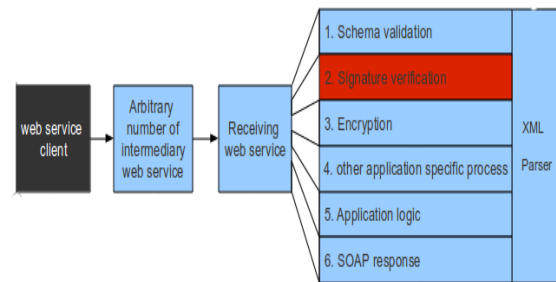 web service
client
Arbitrary
number of
intermediary
web service
Receiving
web service
1. Schema validation
2. Signature verification
3. Encryption
4. other application specific process
5. Application logic
6. SOAP response
XML
Parser